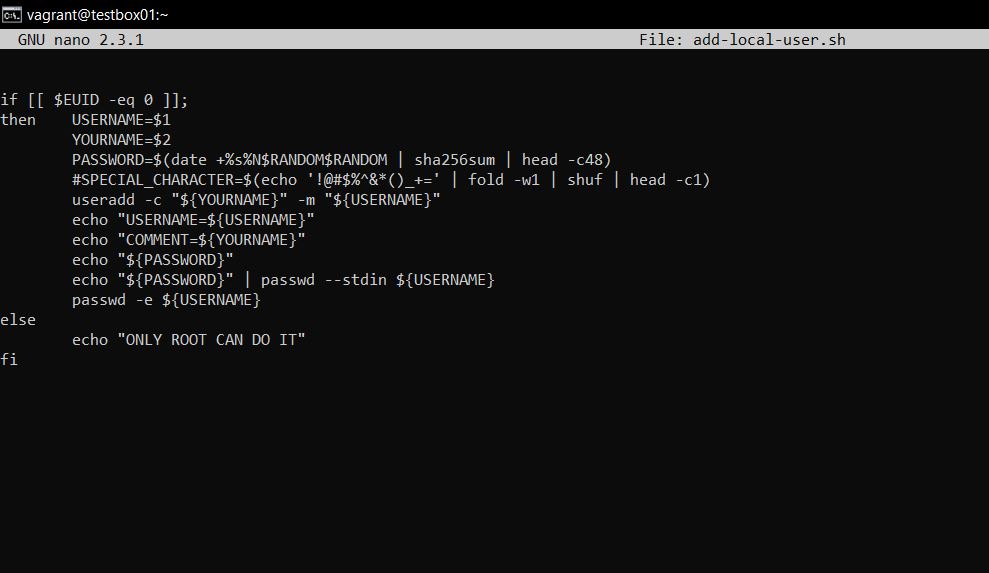 vagrant@testbox01:~
GNU nano 2.3.1 File: add-local-user.sh
if [[ $EUID -eq 0 ]];
then    USERNAME=$1
        YOURNAME=$2
        PASSWORD=$(date +%s%N$RANDOM$RANDOM | sha256sum | head -c48)
        #SPECIAL_CHARACTER=$(echo '!@#$%^&*()_+=' | fold -w1 | shuf | head -c1)
        useradd -c "${YOURNAME}" -m "${USERNAME}"
        echo "USERNAME=${USERNAME}"
        echo "COMMENT=${YOURNAME}"
        echo "${PASSWORD}"
        echo "${PASSWORD}" | passwd --stdin ${USERNAME}
        passwd -e ${USERNAME}
else
        echo "ONLY ROOT CAN DO IT"
fi